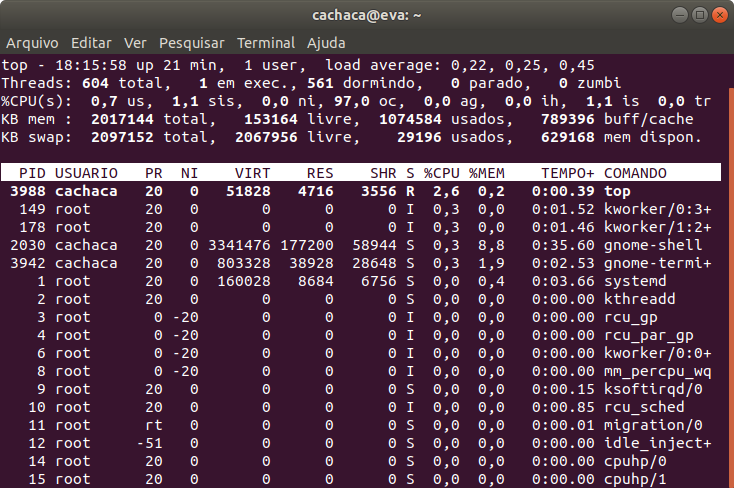 cachaca@eva: ~
Arquivo Editar Ver Pesquisar Terminal Ajuda
top - 18:15:58 up 21 min,  1 user,  load average: 0,22, 0,25, 0,45
Threads: 604 total,   1 em exec., 561 dormindo,   0 parado,   0 zumbi
%CPU(s):  0,7 us,  1,1 sis,  0,0 ni, 97,0 oc,  0,0 ag,  0,0 ih,  1,1 is  0,0 tr
KB mem :  2017144 total,   153164 livre,  1074584 usados,   789396 buff/cache
KB swap:  2097152 total,  2067956 livre,    29196 usados,   629168 mem dispon.
PID USUARIO   PR  NI    VIRT    RES    SHR S %CPU %MEM    TEMPO+ COMANDO
3988 cachaca   20   0   51828   4716   3556 R  2,6  0,2   0:00.39 top
149 root      20   0       0      0      0 I  0,3  0,0   0:01.52 kworker/0:3+
178 root      20   0       0      0      0 I  0,3  0,0   0:01.46 kworker/1:2+
2030 cachaca   20   0 3341476 177200  58944 S  0,3  8,8   0:35.60 gnome-shell
3942 cachaca   20   0  803328  38928  28648 S  0,3  1,9   0:02.53 gnome-termi+
1 root      20   0  160028   8684   6756 S  0,0  0,4   0:03.66 systemd
2 root      20   0       0      0      0 S  0,0  0,0   0:00.00 kthreadd
3 root       0 -20       0      0      0 I  0,0  0,0   0:00.00 rcu_gp
4 root       0 -20       0      0      0 I  0,0  0,0   0:00.00 rcu_par_gp
6 root       0 -20       0      0      0 I  0,0  0,0   0:00.00 kworker/0:0+
8 root       0 -20       0      0      0 I  0,0  0,0   0:00.00 mm_percpu_wq
9 root      20   0       0      0      0 S  0,0  0,0   0:00.15 ksoftirqd/0
10 root      20   0       0      0      0 I  0,0  0,0   0:00.85 rcu_sched
11 root      rt   0       0      0      0 S  0,0  0,0   0:00.01 migration/0
12 root     -51   0       0      0      0 S  0,0  0,0   0:00.00 idle_inject+
14 root      20   0       0      0      0 S  0,0  0,0   0:00.00 cpuhp/0
15 root      20   0       0      0      0 S  0,0  0,0   0:00.00 cpuhp/1